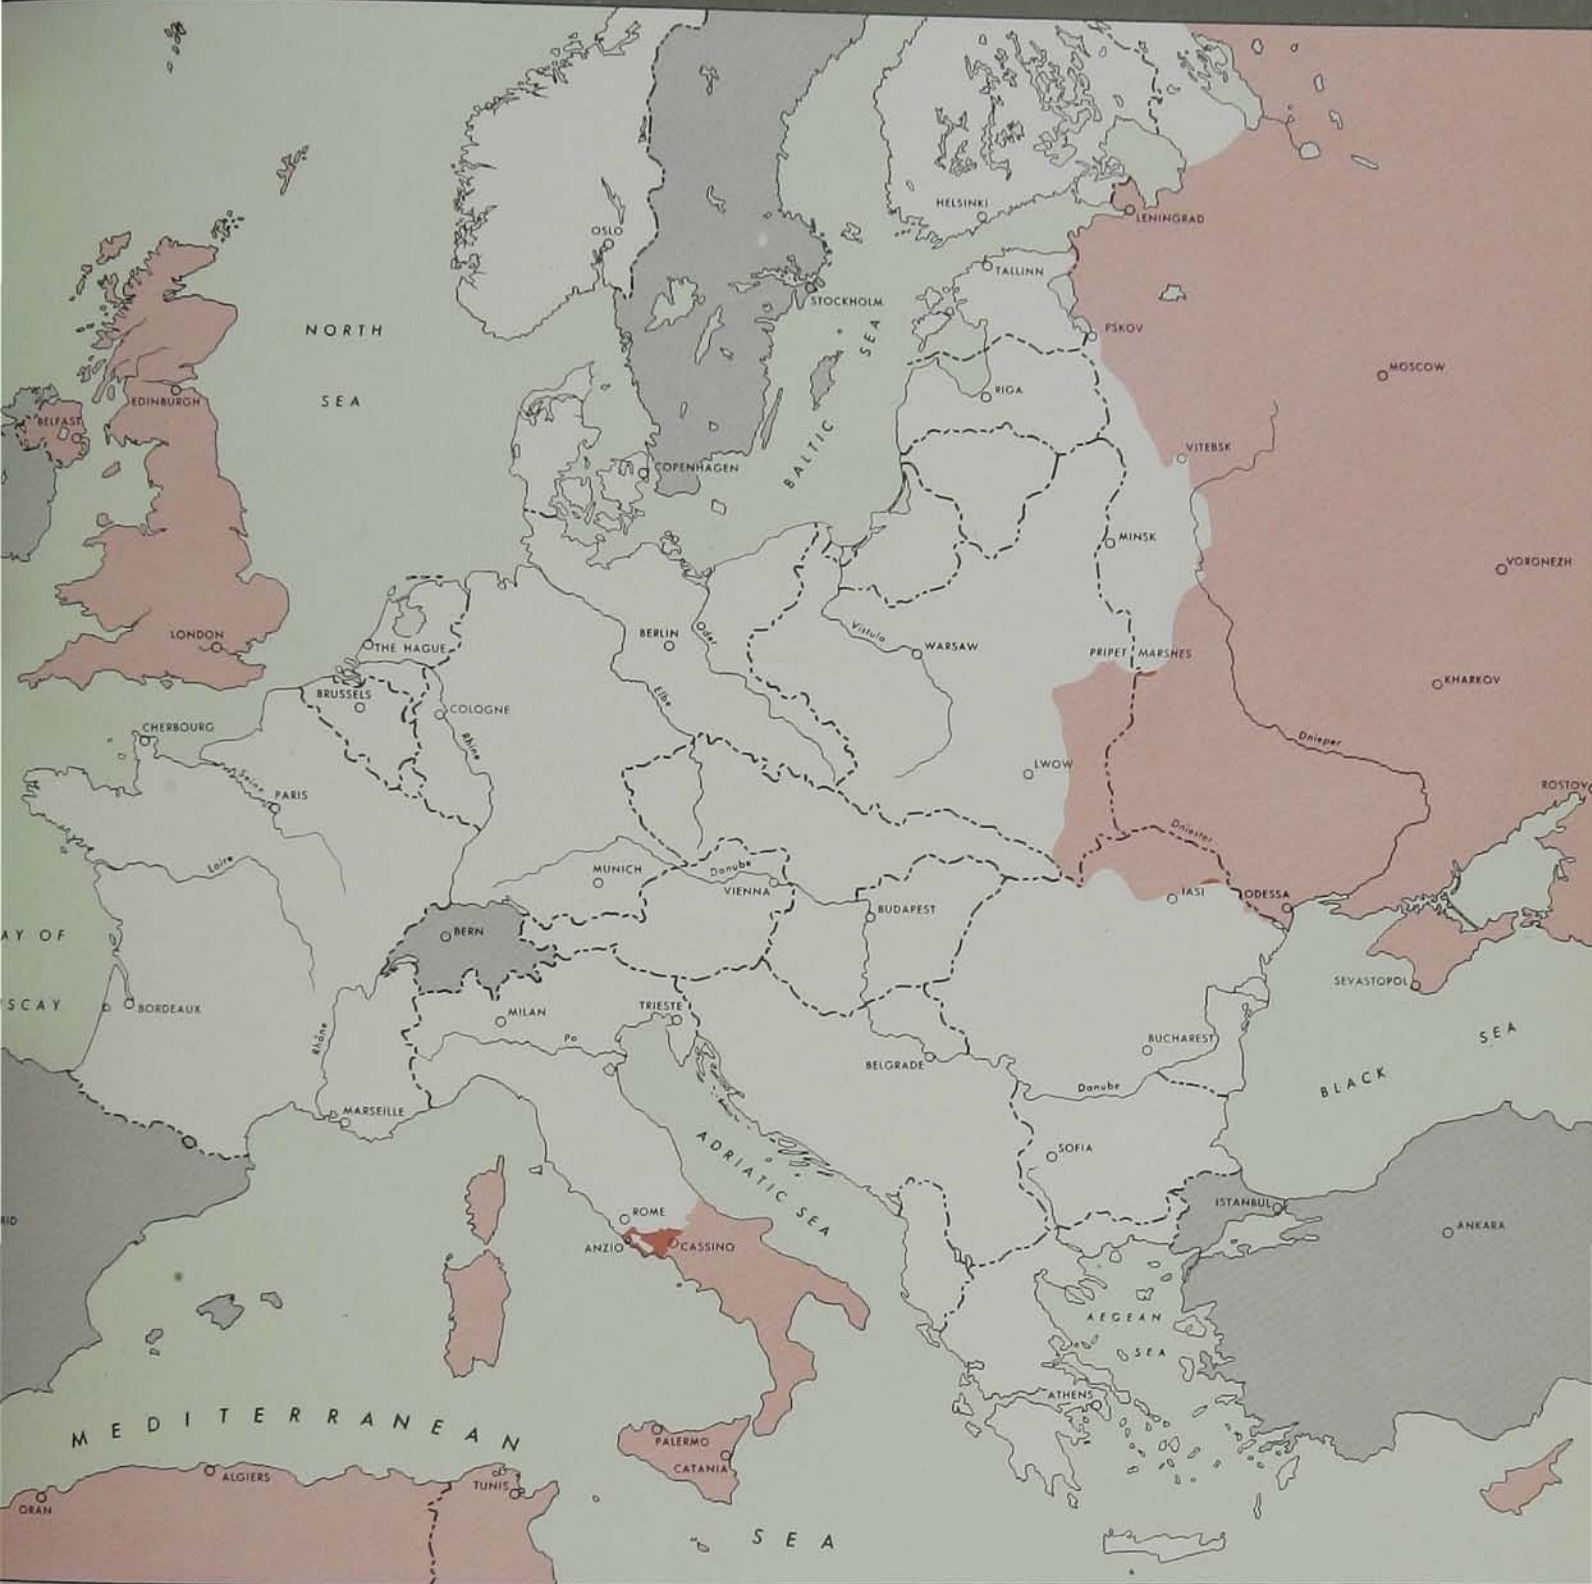 HELSINKI
LENINGRAD
OSLO
TALLINN
STOCKHOLM
NORTH
SEA
BALTIC SEA
PSKOV
MOSCOW
RIGA
EDINBURGH
BELFAST
VITEBSK
COPENHAGEN
MINSK
VORONEZH
LONDON
THE HAGUE
BERLIN
Oder
Vistula
WARSAW
PRIPET MARSHES
KHARKOV
BRUSSELS
COLOGNE
Elbe
CHERBOURG
Rhine
Dnieper
LWOW
ROSTOV
Seine
PARIS
Dniester
Loire
MUNICH
Danube
VIENNA
IASI
ODESSA
BUDAPEST
BERN
AY OF
SCAY
BORDEAUX
SEVASTOPOL
MILAN
TRIESTE
Rhône
Po
BELGRADE
BUCHAREST
BLACK SEA
Danube
MARSEILLE
ADRIATIC SEA
SOFIA
ISTANBUL
ANKARA
RID
ROME
ANZIO
CASSINO
AEGEAN
SEA
ATHENS
MEDITERRANEAN
SEA
PALERMO
CATANIA
ALGIERS
TUNIS
ORAN